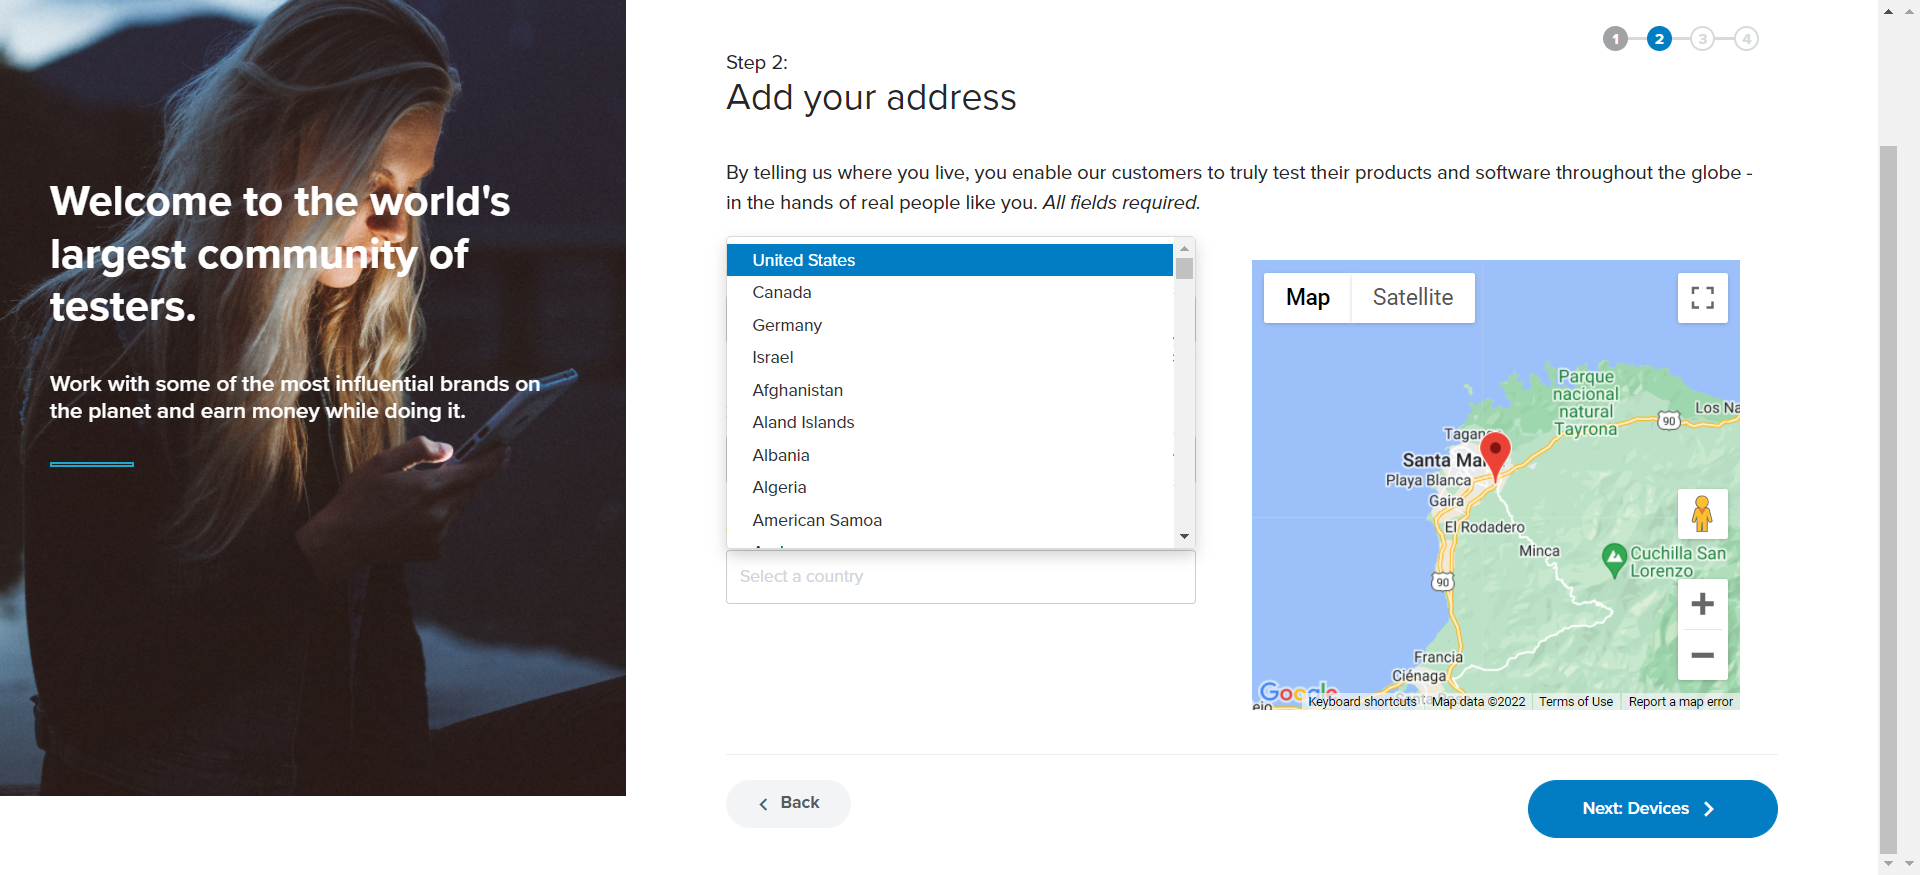 1
2
3
4
Step 2:
Add your address
Welcome to the world's
largest community of
testers.
Work with some of the most influential brands on
the planet and earn money while doing it.
By telling us where you live, you enable our customers to truly test their products and software throughout the globe -
in the hands of real people like you. All fields required.
United States
Canada
Germany
Israel
Afghanistan
Aland Islands
Albania
Algeria
American Samoa
Select a country
Map
Satellite
Parque
nacional
natural
Tayrona
90
Los Na
Taganga
Santa Mar
Playa Blanca
Gaira
El Rodadero
Minca
Cuchilla San
Lorenzo
90
Francia
Ciénaga
Google
Keyboard shortcuts
Map data ©2022
Terms of Use
Report a map error
Back
Next: Devices